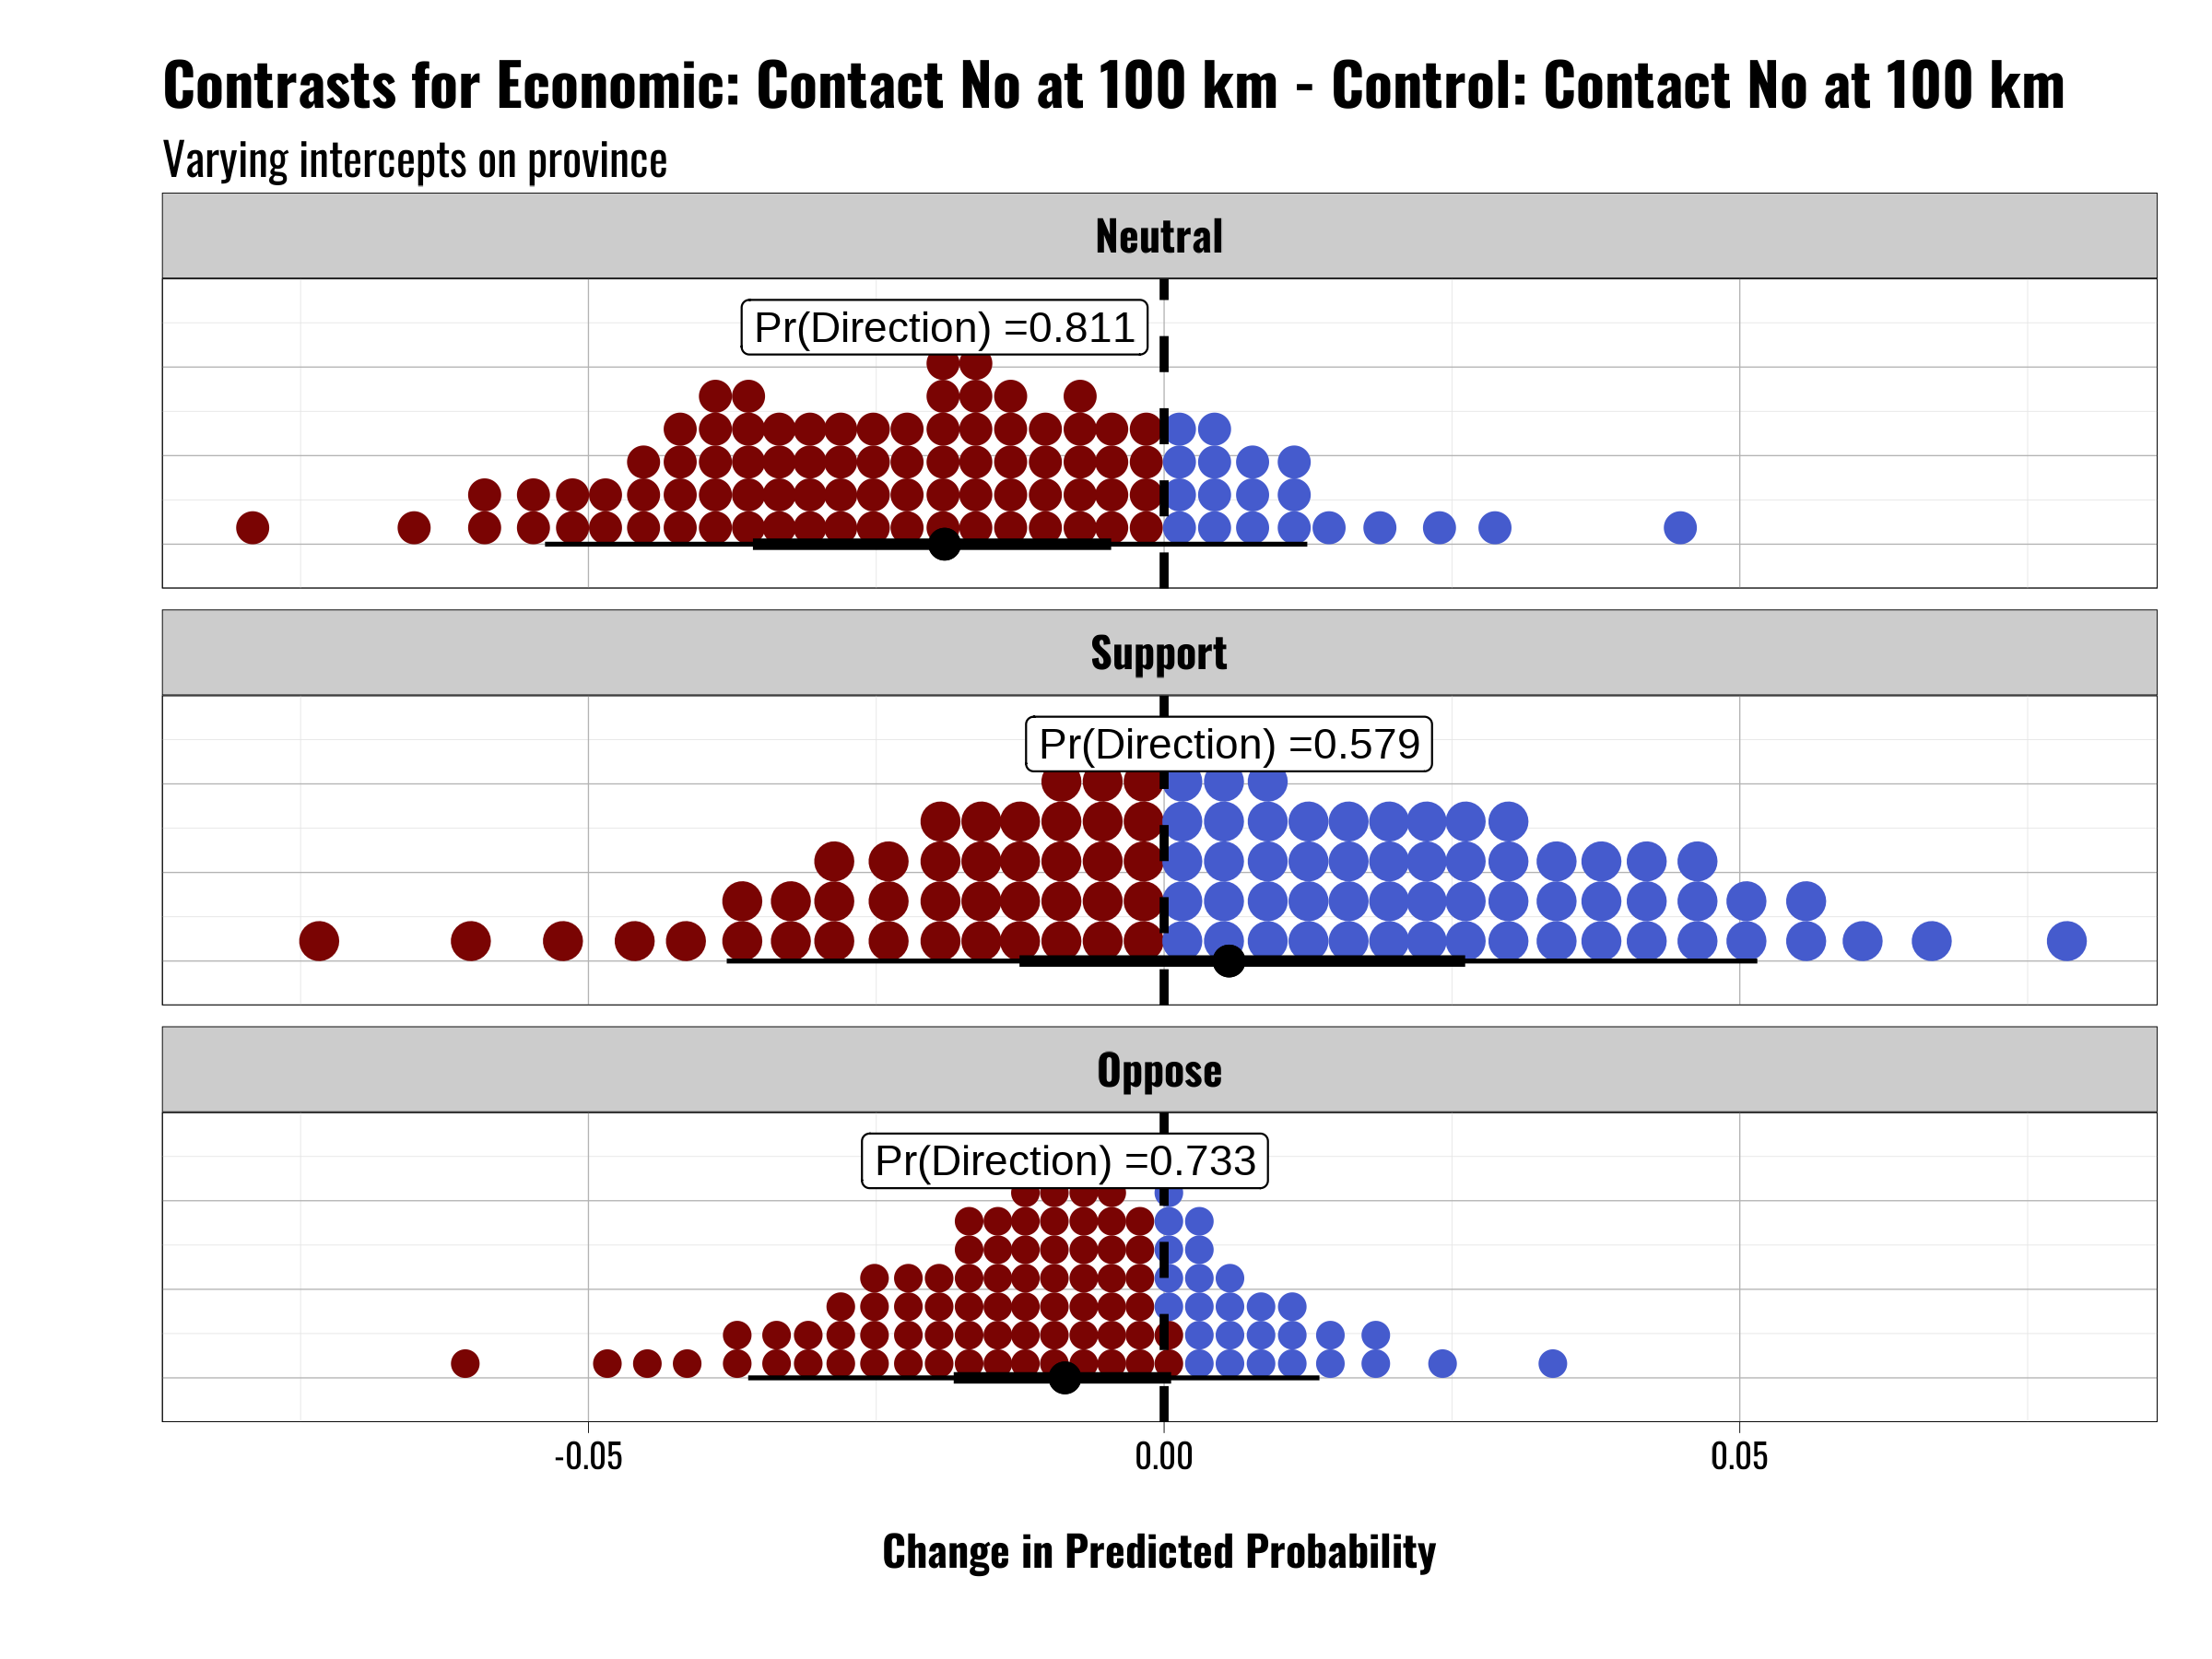 Contrasts for Economic: Contact No at 100 km - Control: Contact No at 100 km
Varying intercepts on province
Neutral
Pr(Direction) =0.811
Support
Pr(Direction) =0.579
Oppose
Pr(Direction) =0.733
-0.05 0.00 0.05
Change in Predicted Probability